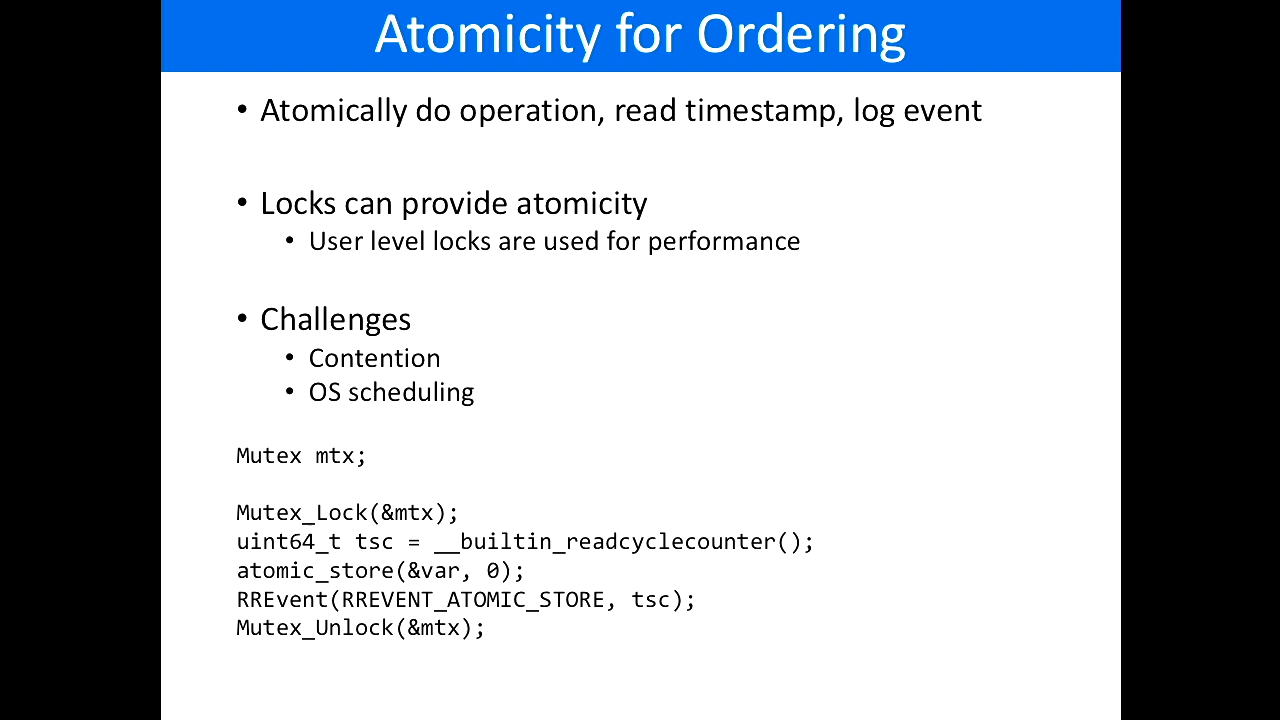 Atomicity for Ordering
• Atomically do operation, read timestamp, log event
• Locks can provide atomicity
• User level locks are used for performance
• Challenges
• Contention
• OS scheduling
Mutex mtx;
Mutex_Lock(&mtx);
uint64_t tsc = __builtin_readcyclecounter();
atomic_store(&var, 0);
RREvent(RREVENT_ATOMIC_STORE, tsc);
Mutex_Unlock(&mtx);